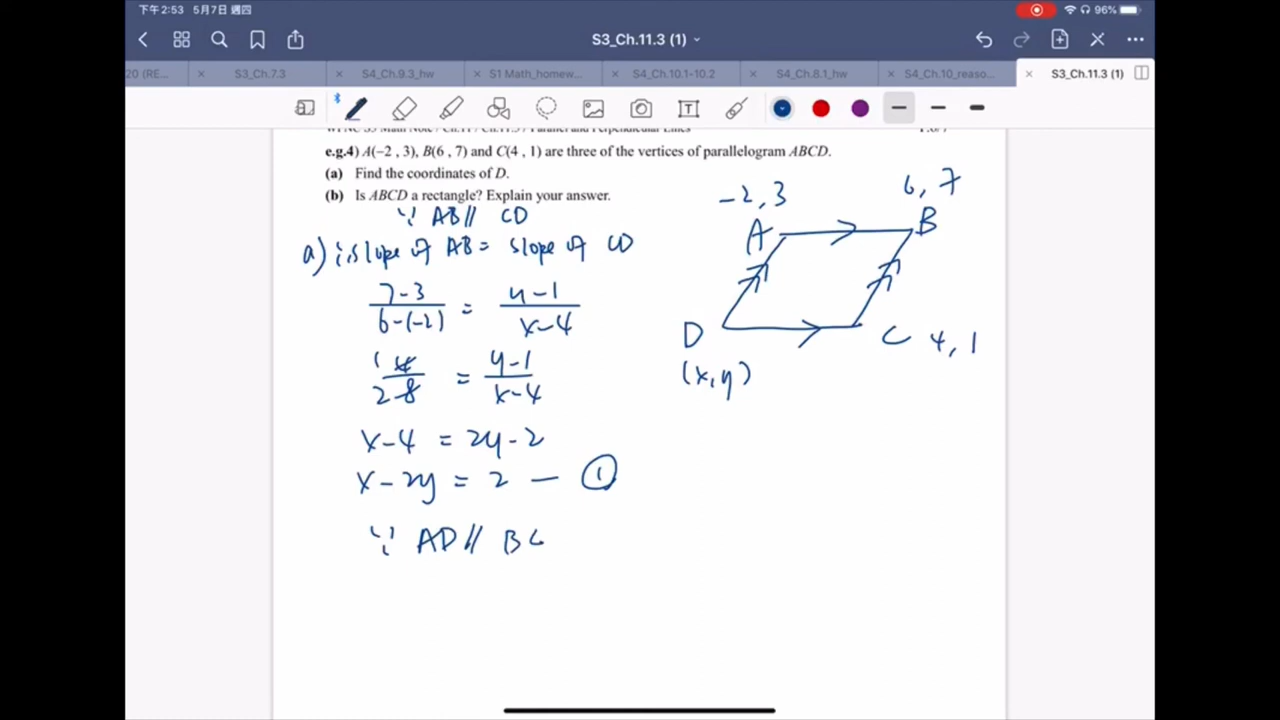 下午2:53 5月7日 週四
96%
S3_Ch.11.3 (1)
20 (RE...
S3_Ch.7.3
S4_Ch.9.3_hw
S1 Math_homew...
S4_Ch.10.1-10.2
S4_Ch.8.1_hw
S4_Ch.10_reaso...
S3_Ch.11.3 (1)
e.g.4) A(−2 , 3), B(6 , 7) and C(4 , 1) are three of the vertices of parallelogram ABCD.
(a) Find the coordinates of D.
(b) Is ABCD a rectangle? Explain your answer.
∵ AB // CD
a) ∴ slope of AB = slope of CD
7-3 / 6-(-2) = y-1 / x-4
1 4 / 2 8 = y-1 / x-4
x-4 = 2y-2
x-2y = 2 — ①
∵ AD // BC
-2, 3
6, 7
A
B
D
C 4, 1
(x, y)